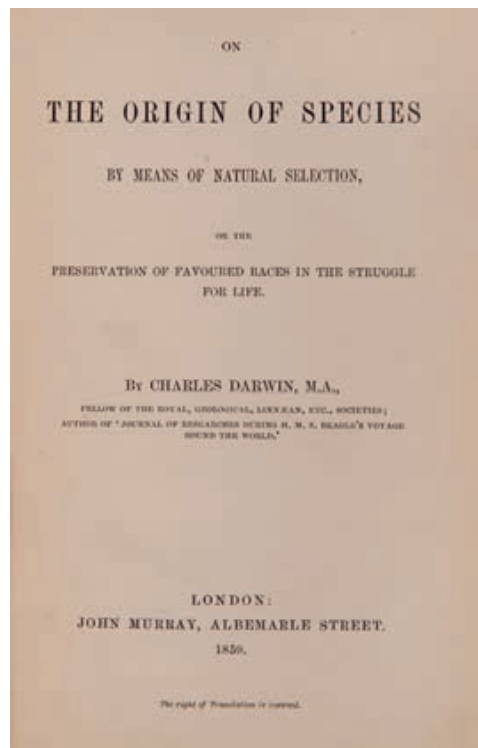 ON
THE ORIGIN OF SPECIES
BY MEANS OF NATURAL SELECTION,
OR THE
PRESERVATION OF FAVOURED RACES IN THE STRUGGLE
FOR LIFE.
BY CHARLES DARWIN, M.A.,
FELLOW OF THE ROYAL, GEOLOGICAL, LINNÆAN, ETC., SOCIETIES;
AUTHOR OF 'JOURNAL OF RESEARCHES DURING H. M. S. BEAGLE'S VOYAGE
ROUND THE WORLD.'
LONDON:
JOHN MURRAY, ALBEMARLE STREET.
1859.
The right of Translation is reserved.